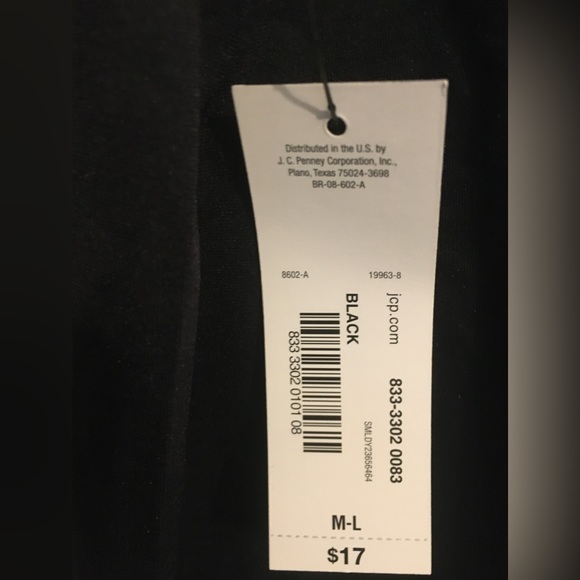 Distributed in the U.S. by
J. C. Penney Corporation, Inc.,
Plano, Texas 75024-3698
BR-08-602-A
8602-A 19963-8
jcp.com 833-3302 0083
SMLDY23656464
BLACK
833 3302 0101 08
M-L
$17